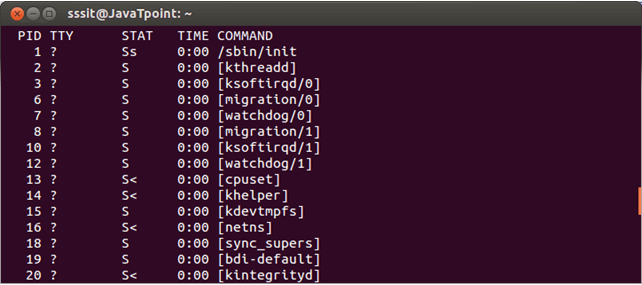 sssit@JavaTpoint: ~
PID TTY STAT TIME COMMAND
1 ? Ss 0:00 /sbin/init
2 ? S 0:00 [kthreadd]
3 ? S 0:00 [ksoftirqd/0]
6 ? S 0:00 [migration/0]
7 ? S 0:00 [watchdog/0]
8 ? S 0:00 [migration/1]
10 ? S 0:00 [ksoftirqd/1]
12 ? S 0:00 [watchdog/1]
13 ? S< 0:00 [cpuset]
14 ? S< 0:00 [khelper]
15 ? S 0:00 [kdevtmpfs]
16 ? S< 0:00 [netns]
18 ? S 0:00 [sync_supers]
19 ? S 0:00 [bdi-default]
20 ? S< 0:00 [kintegrityd]